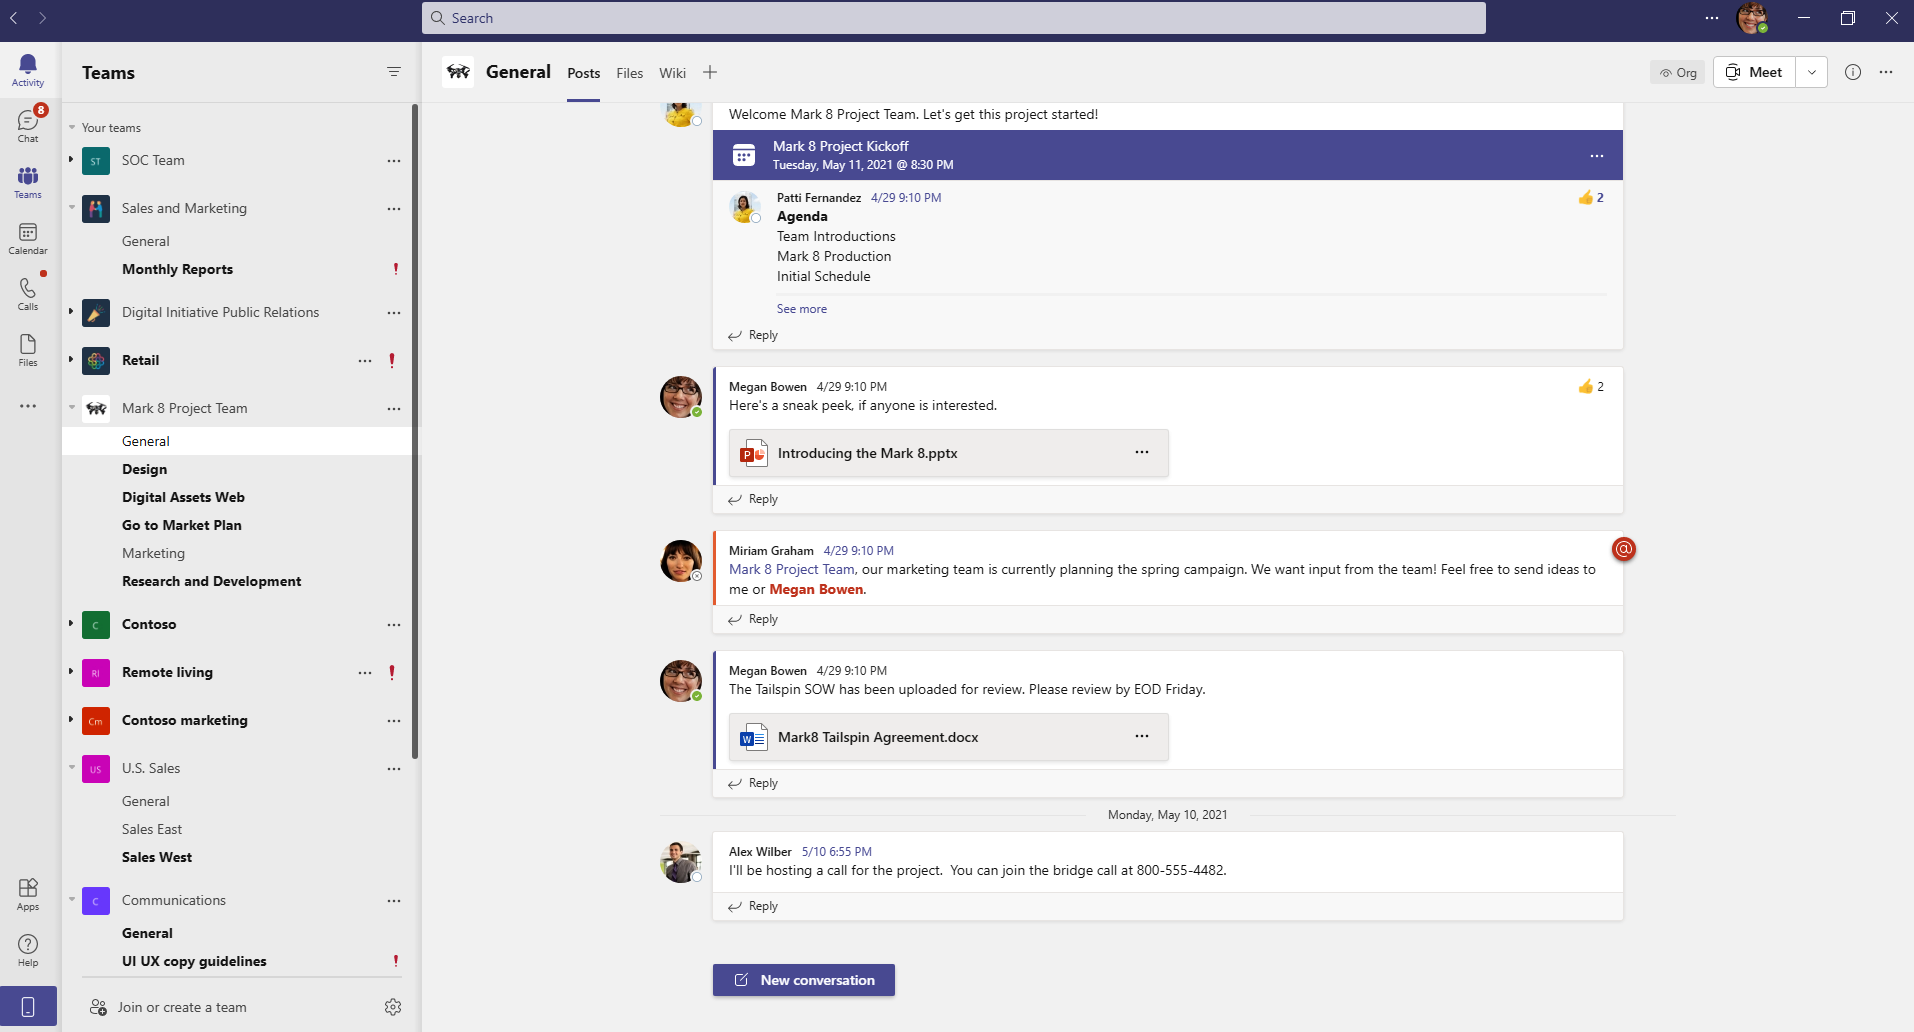 Search
Activity
Chat
8
Teams
Calendar
Calls
Files
Apps
Help
Teams
Your teams
ST
SOC Team
Sales and Marketing
General
Monthly Reports
Digital Initiative Public Relations
Retail
Mark 8 Project Team
General
Design
Digital Assets Web
Go to Market Plan
Marketing
Research and Development
C
Contoso
Rl
Remote living
Cm
Contoso marketing
US
U.S. Sales
General
Sales East
Sales West
C
Communications
General
UI UX copy guidelines
Join or create a team
General
Posts
Files
Wiki
Org
Meet
Welcome Mark 8 Project Team. Let's get this project started!
Mark 8 Project Kickoff
Tuesday, May 11, 2021 @ 8:30 PM
Patti Fernandez 4/29 9:10 PM
2
Agenda
Team Introductions
Mark 8 Production
Initial Schedule
See more
Reply
Megan Bowen 4/29 9:10 PM
2
Here's a sneak peek, if anyone is interested.
P
Introducing the Mark 8.pptx
Reply
Miriam Graham 4/29 9:10 PM
@
Mark 8 Project Team, our marketing team is currently planning the spring campaign. We want input from the team! Feel free to send ideas to
me or Megan Bowen.
Reply
Megan Bowen 4/29 9:10 PM
The Tailspin SOW has been uploaded for review. Please review by EOD Friday.
W
Mark8 Tailspin Agreement.docx
Reply
Monday, May 10, 2021
Alex Wilber 5/10 6:55 PM
I'll be hosting a call for the project.  You can join the bridge call at 800-555-4482.
Reply
New conversation